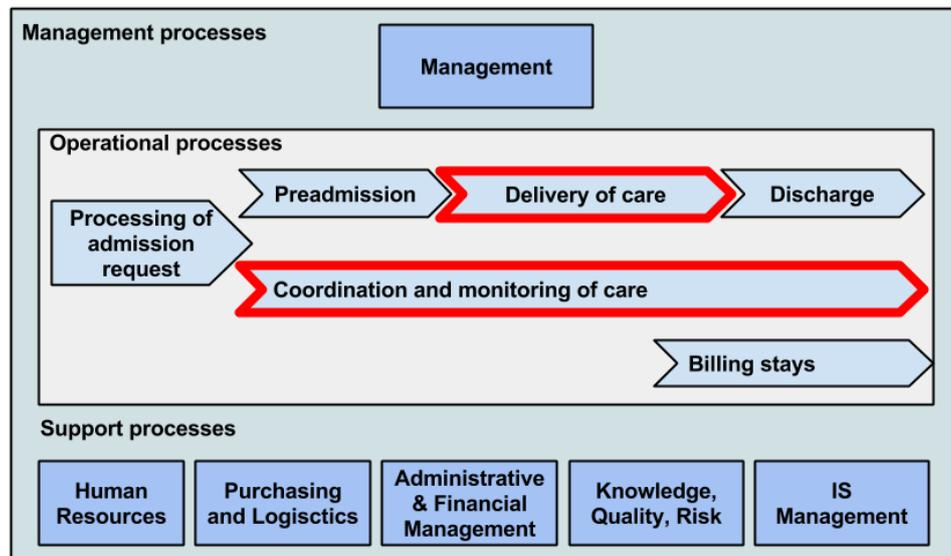 Management processes
Management
Operational processes
Preadmission
Delivery of care
Discharge
Processing of
admission
request
Coordination and monitoring of care
Billing stays
Support processes
Human
Resources
Purchasing
and Logisctics
Administrative
& Financial
Management
Knowledge,
Quality, Risk
IS
Management